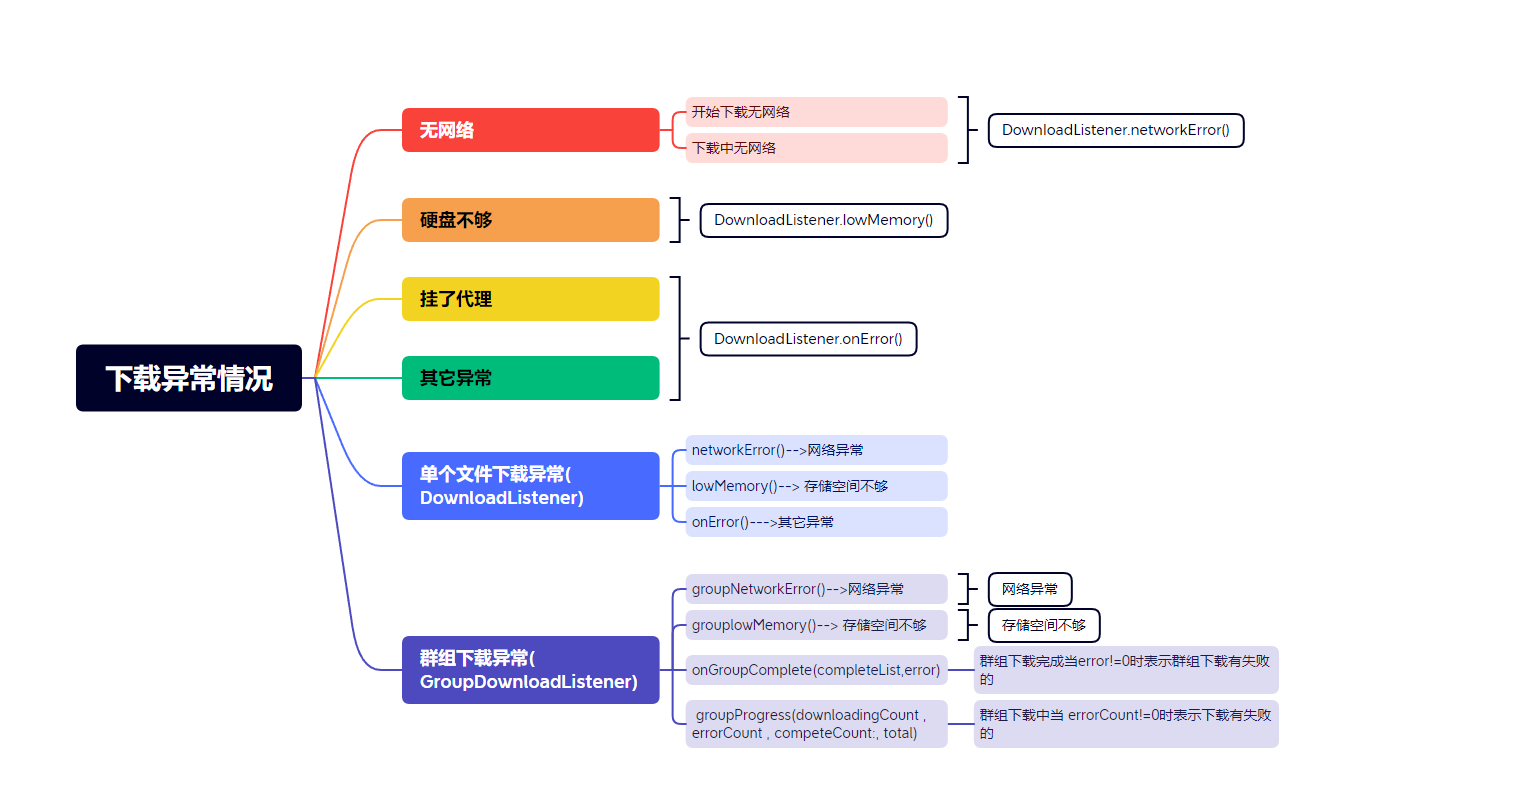 下载异常情况
无网络
开始下载无网络
下载中无网络
DownloadListener.networkError()
硬盘不够
DownloadListener.lowMemory()
挂了代理
其它异常
DownloadListener.onError()
单个文件下载异常(
DownloadListener)
networkError()-->网络异常
lowMemory()--> 存储空间不够
onError()--->其它异常
群组下载异常(
GroupDownloadListener)
groupNetworkError()-->网络异常
网络异常
grouplowMemory()--> 存储空间不够
存储空间不够
onGroupComplete(completeList,error)
群组下载完成当error!=0时表示群组下载有失败
的
groupProgress(downloadingCount ,
errorCount , competeCount:, total)
群组下载中当 errorCount!=0时表示下载有失败
的